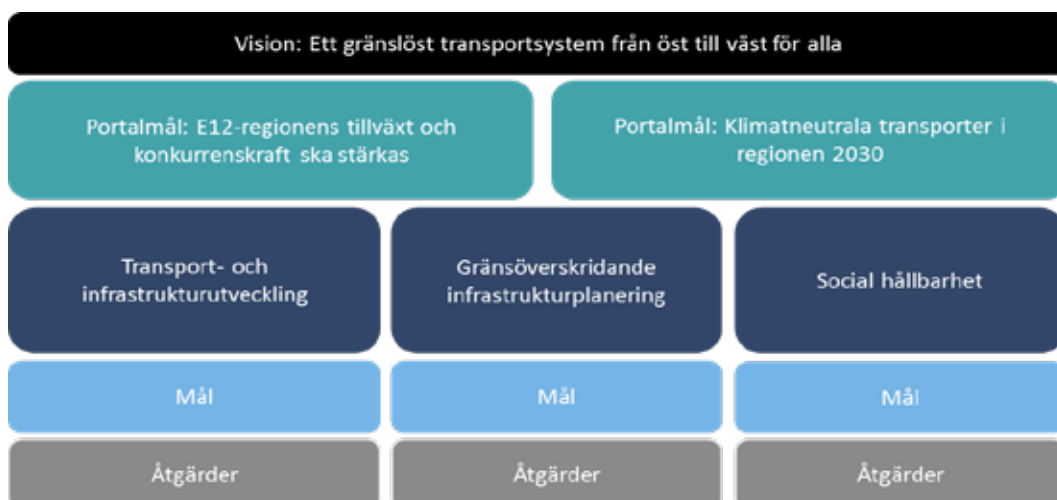 Vision: Ett gränslöst transportsystem från öst till väst för alla
Portalmål: E12-regionens tillväxt och
konkurrenskraft ska stärkas
Portalmål: Klimatneutrala transporter i
regionen 2030
Transport- och
infrastrukturutveckling
Gränsöverskridande
infrastrukturplanering
Social hållbarhet
Mål
Mål
Mål
Åtgärder
Åtgärder
Åtgärder